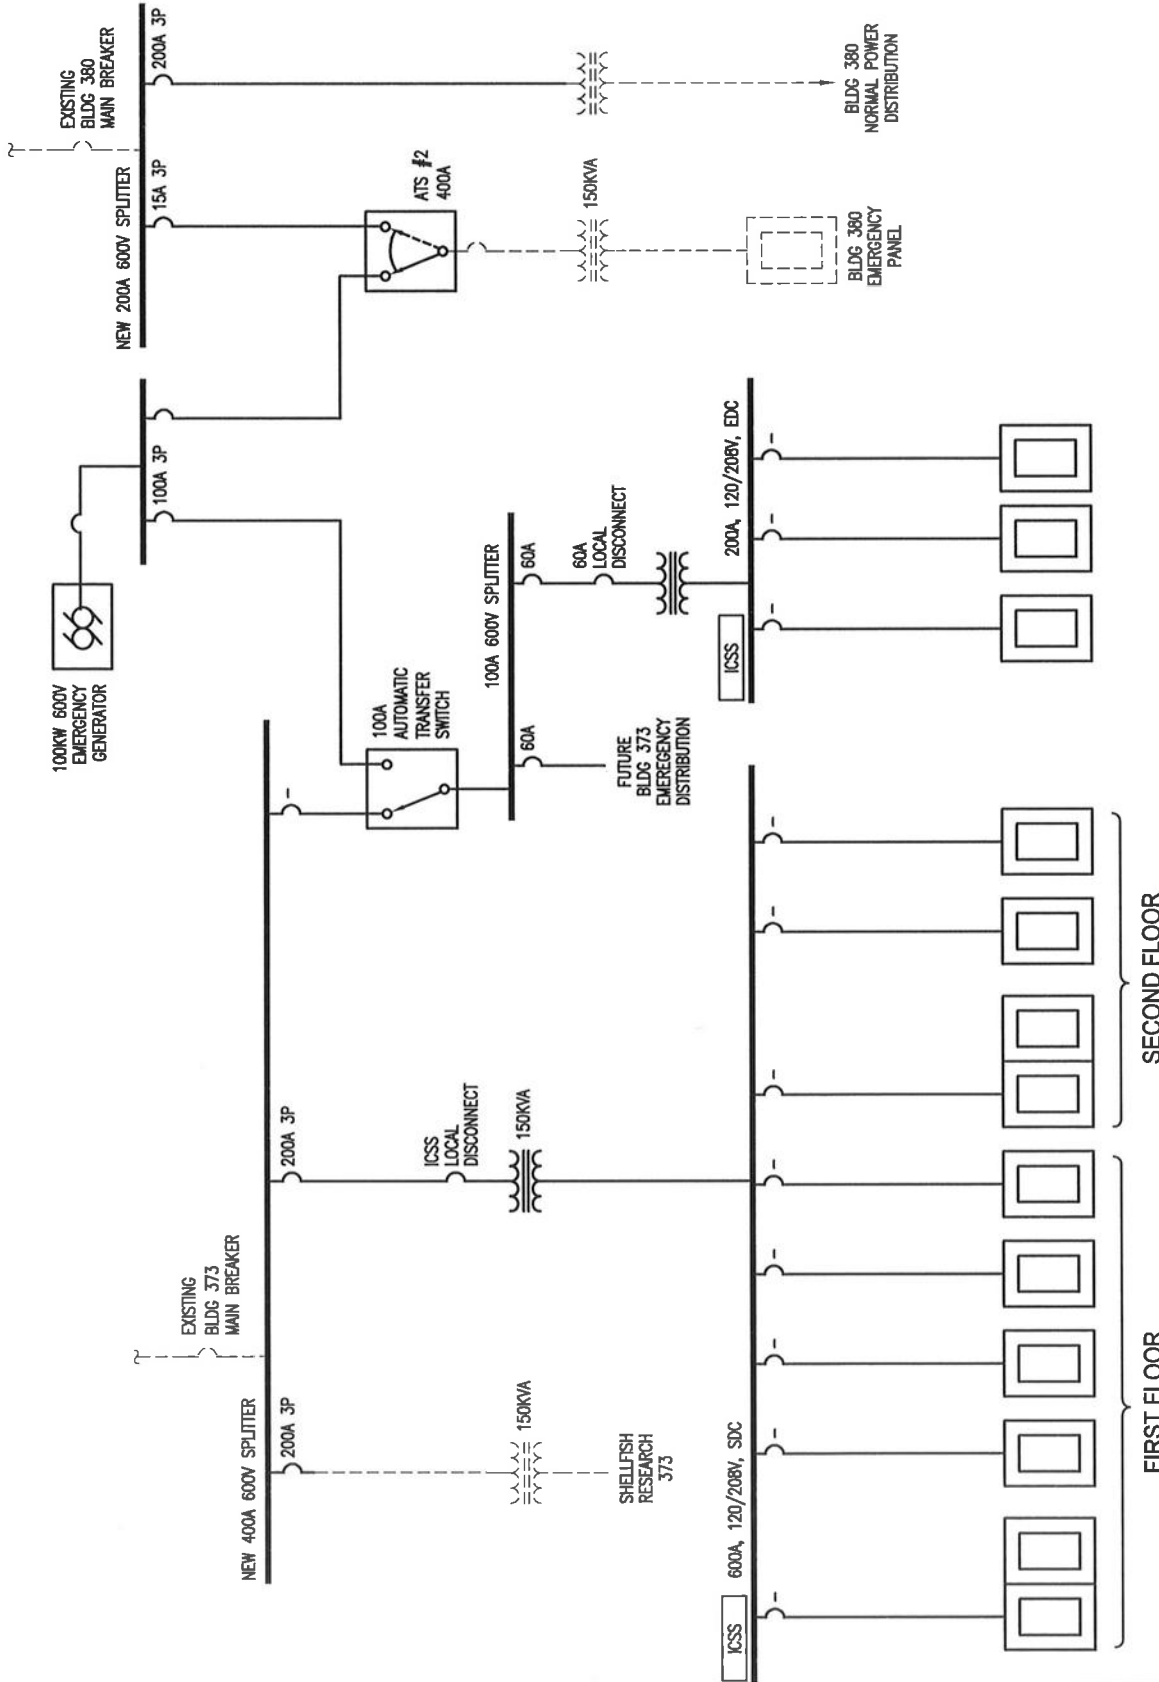 100KW 600V
EMERGENCY
GENERATOR
100A 3P
EXISTING
BLDG 380
MAIN BREAKER
NEW 200A 600V SPLITTER
15A 3P
200A 3P
ATS #2
400A
150KVA
BLDG 380
EMERGENCY
PANEL
BLDG 380
NORMAL POWER
DISTRIBUTION
EXISTING
BLDG 373
MAIN BREAKER
NEW 400A 600V SPLITTER
200A 3P
200A 3P
100A
AUTOMATIC
TRANSFER
SWITCH
150KVA
SHELLFISH
RESEARCH
373
ICSS
LOCAL
DISCONNECT
150KVA
100A 600V SPLITTER
60A
60A
FUTURE
BLDG 373
EMEREGENCY
DISTRIBUTION
60A
LOCAL
DISCONNECT
ICSS
600A, 120/208V, SDC
ICSS
200A, 120/208V, EDC
FIRST FLOOR
SECOND FLOOR